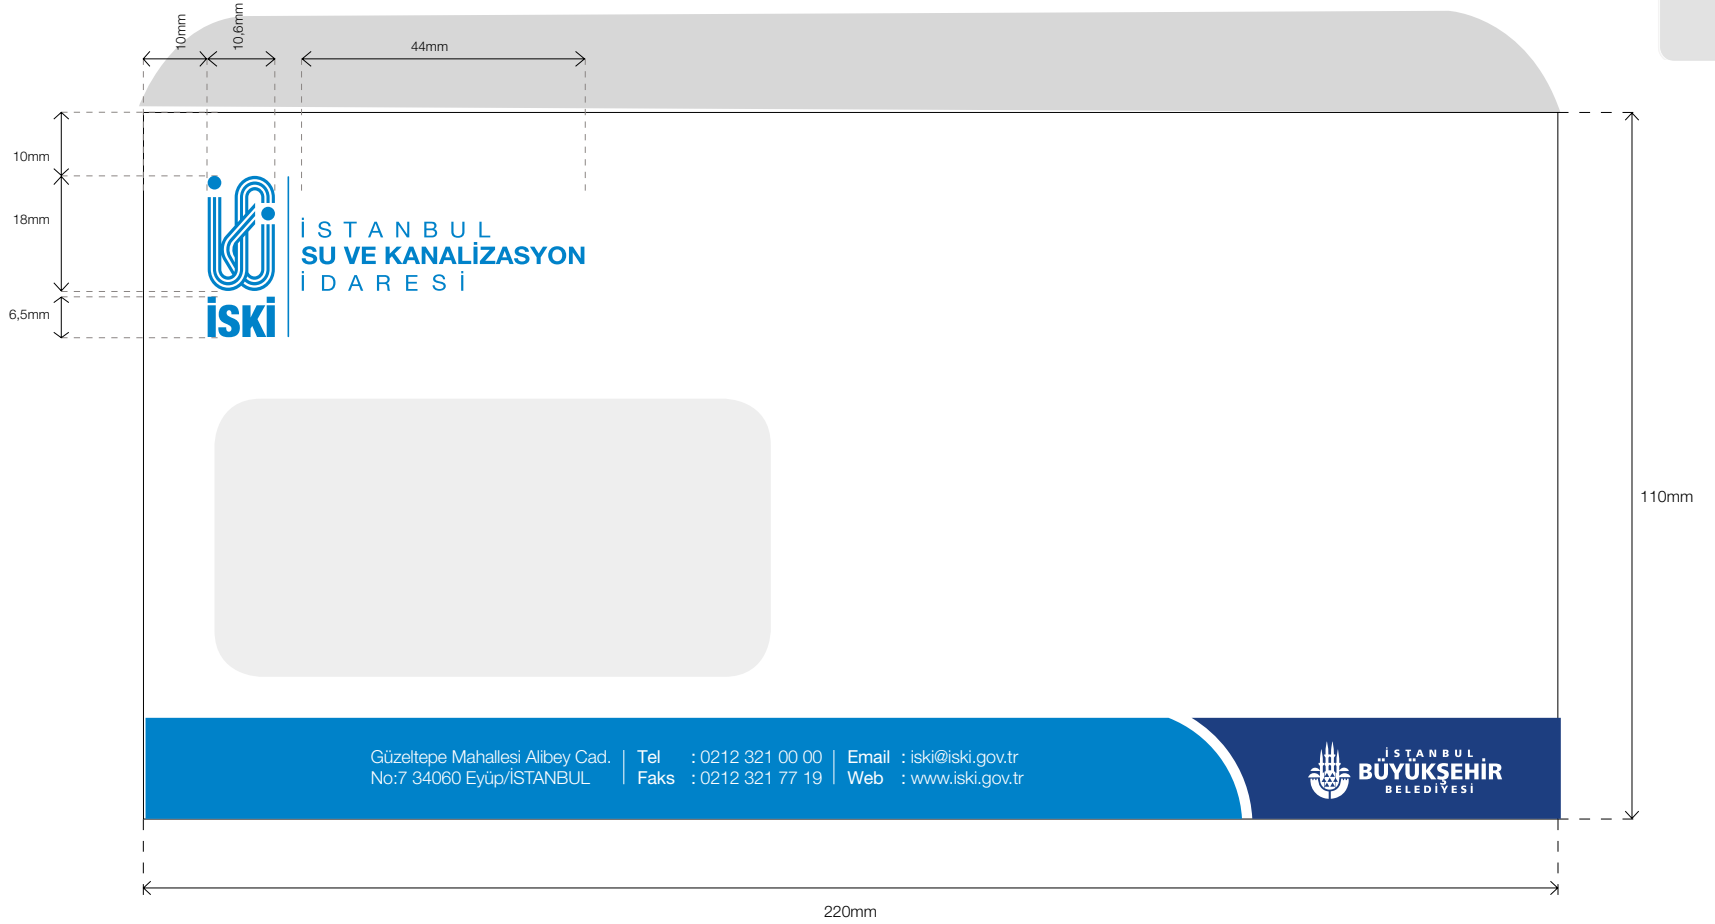 10mm
10,6mm
44mm
10mm
18mm
6,5mm
İSKİ
İSTANBUL
SU VE KANALİZASYON
İDARESİ
110mm
Güzeltepe Mahallesi Alibey Cad. | Tel : 0212 321 00 00 | Email : iski@iski.gov.tr
No:7 34060 Eyüp/İSTANBUL | Faks : 0212 321 77 19 | Web : www.iski.gov.tr
İSTANBUL
BÜYÜKŞEHİR
BELEDİYESİ
220mm